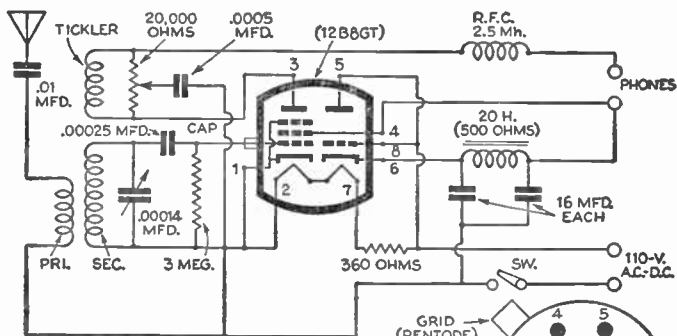 TICKLER
20,000
OHMS
.0005
MFD.
(12B8GT)
R.F.C.
2.5 Mh.
.01
MFD.
3
5
PHONES
CAP
.00025 MFD.
4
8
6
20 H.
(500 OHMS)
1
2
7
.00014
MFD.
16 MFD.
EACH
PRI.
SEC.
3 MEG.
360 OHMS
SW.
110-V.
A.C.-D.C.
GRID
(PENTODE)
4
5